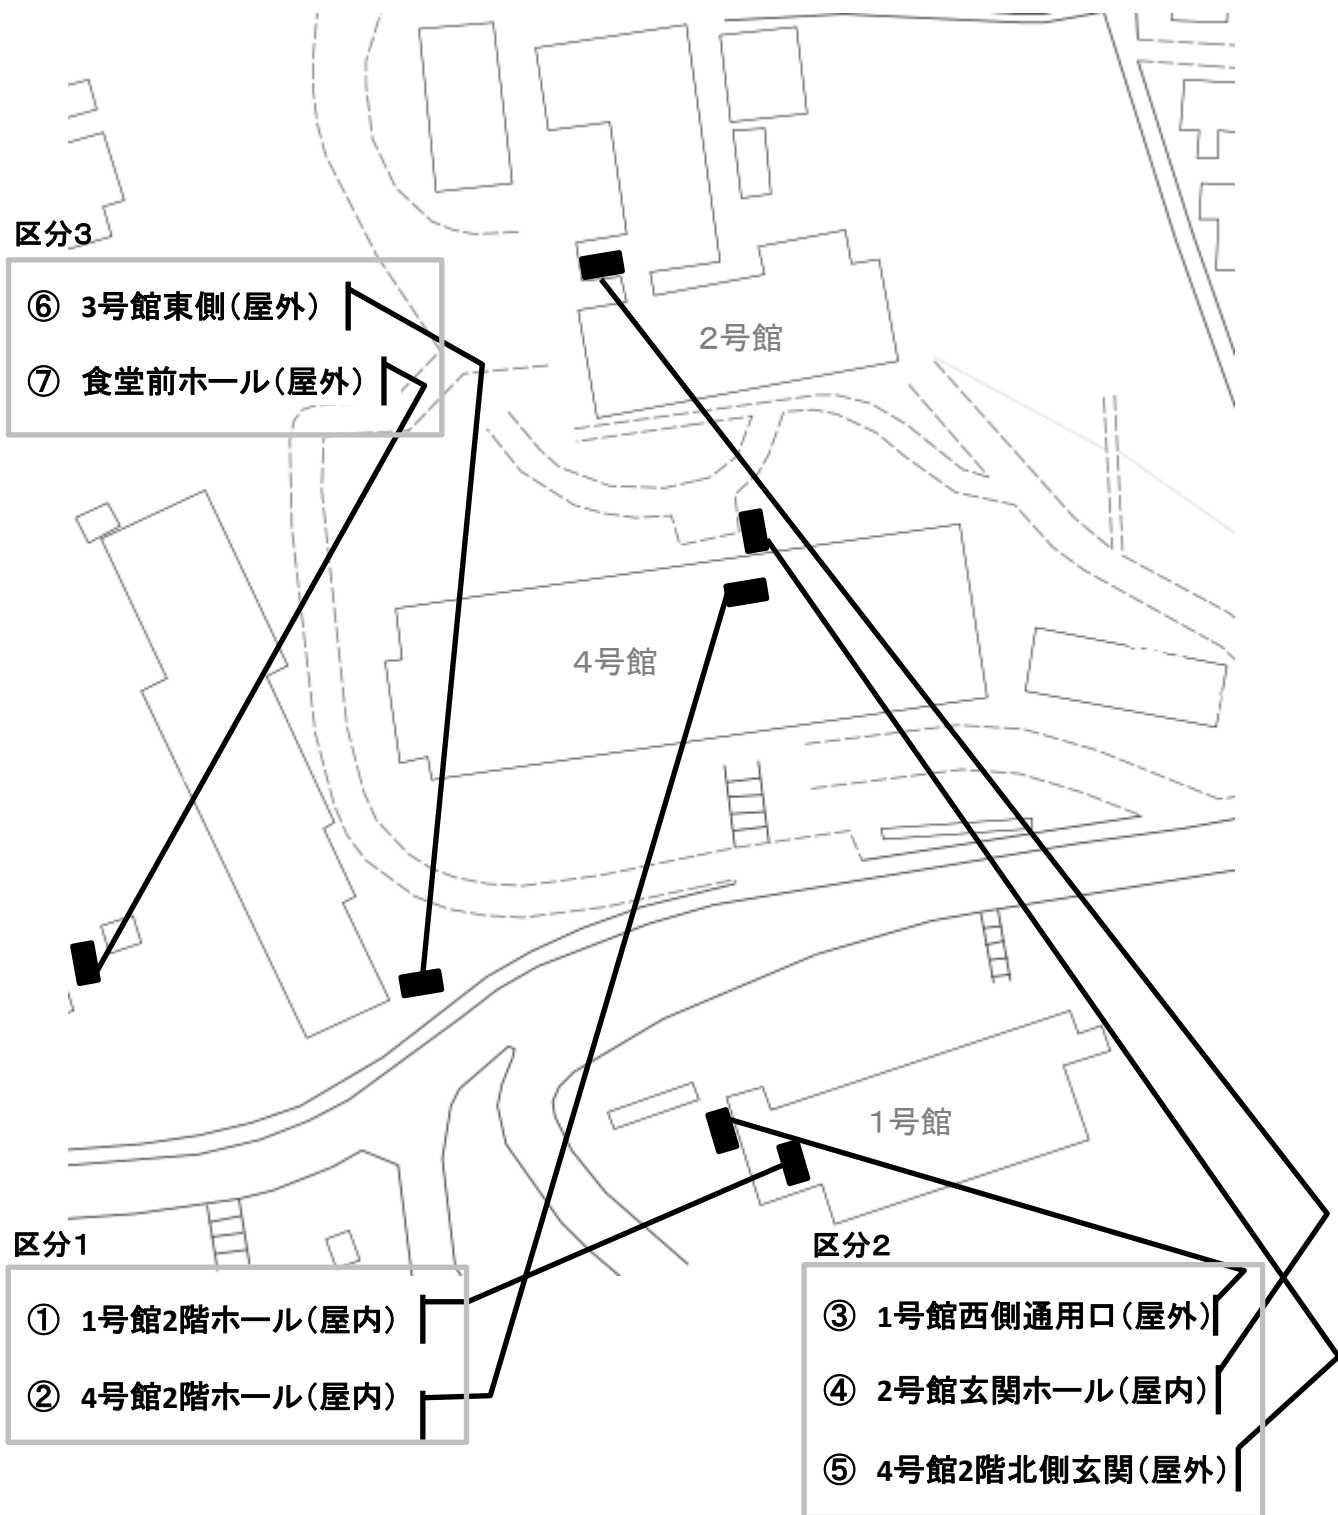 区分3
⑥ 3号館東側（屋外）
⑦ 食堂前ホール（屋外）
2号館
4号館
1号館
区分1
① 1号館2階ホール（屋内）
② 4号館2階ホール（屋内）
区分2
③ 1号館西側通用口（屋外）
④ 2号館玄関ホール（屋内）
⑤ 4号館2階北側玄関（屋外）